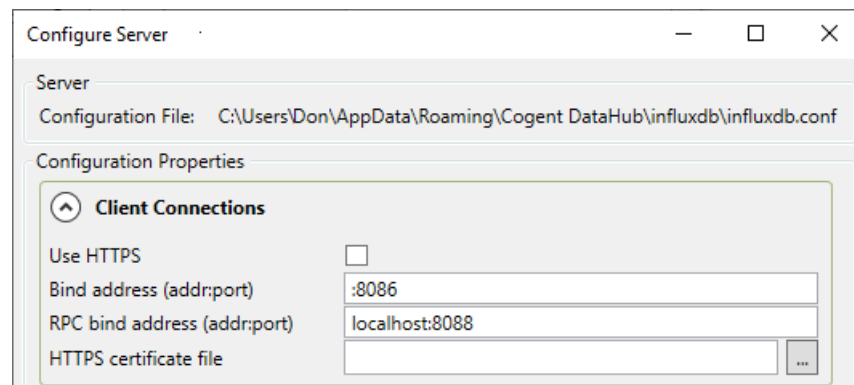 Configure Server
Server
Configuration File: C:\Users\Don\AppData\Roaming\Cogent DataHub\influxdb\influxdb.conf
Configuration Properties
Client Connections
Use HTTPS
Bind address (addr:port) :8086
RPC bind address (addr:port) localhost:8088
HTTPS certificate file ...